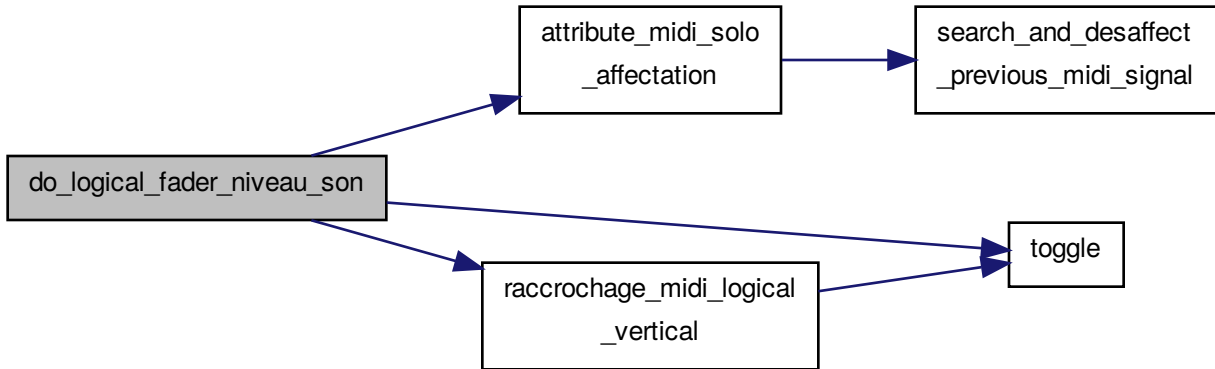 attribute_midi_solo
_affectation
search_and_desaffect
_previous_midi_signal
do_logical_fader_niveau_son
toggle
raccrochage_midi_logical
_vertical